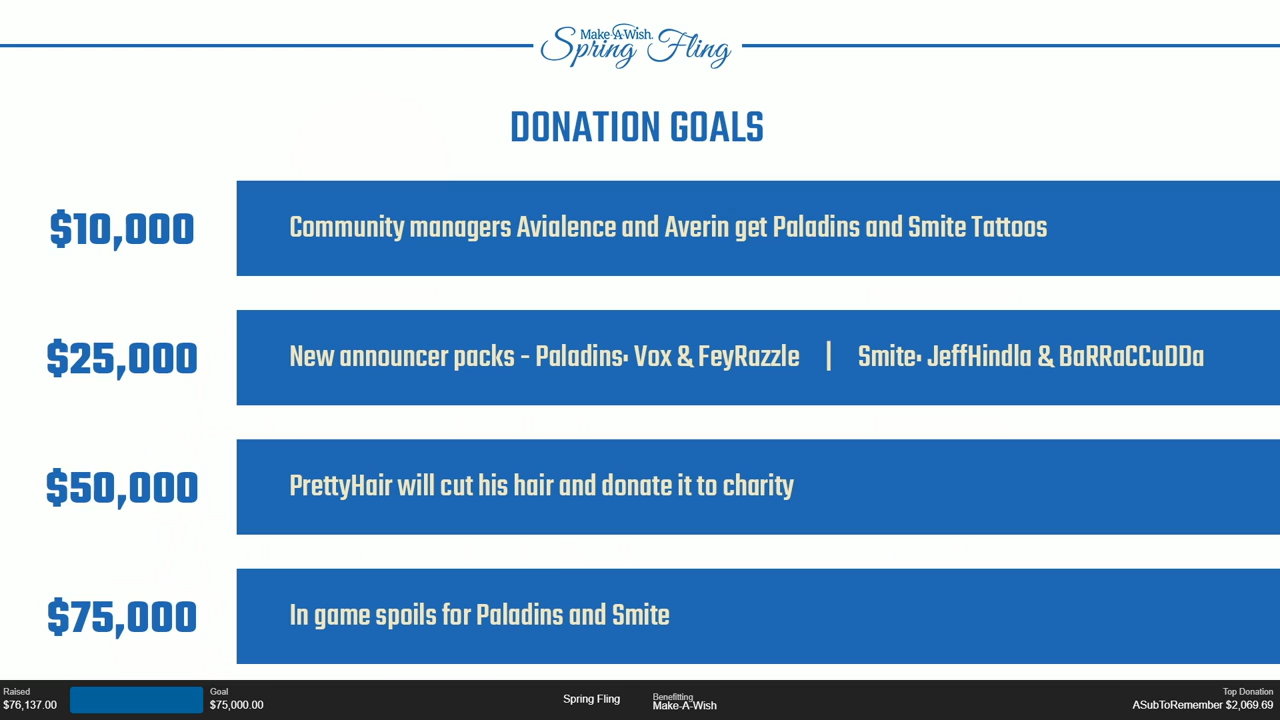 Make-A-Wish.
Spring Fling
DONATION GOALS
$10,000
Community managers Avialence and Averin get Paladins and Smite Tattoos
$25,000
New announcer packs - Paladins: Vox & FeyRazzle | Smite: JeffHindla & BaRRaCCuDDa
$50,000
PrettyHair will cut his hair and donate it to charity
$75,000
In game spoils for Paladins and Smite
Raised
$76,137.00
Goal
$75,000.00
Spring Fling
Benefitting
Make-A-Wish
Top Donation
ASubToRemember $2,069.69